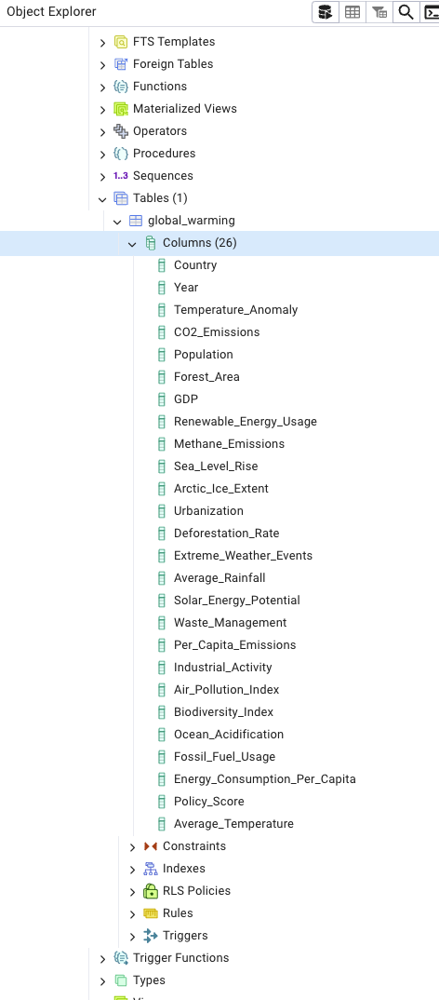 Object Explorer
FTS Templates
Foreign Tables
Functions
Materialized Views
Operators
Procedures
1..3 Sequences
Tables (1)
global_warming
Columns (26)
Country
Year
Temperature_Anomaly
CO2_Emissions
Population
Forest_Area
GDP
Renewable_Energy_Usage
Methane_Emissions
Sea_Level_Rise
Arctic_Ice_Extent
Urbanization
Deforestation_Rate
Extreme_Weather_Events
Average_Rainfall
Solar_Energy_Potential
Waste_Management
Per_Capita_Emissions
Industrial_Activity
Air_Pollution_Index
Biodiversity_Index
Ocean_Acidification
Fossil_Fuel_Usage
Energy_Consumption_Per_Capita
Policy_Score
Average_Temperature
Constraints
Indexes
RLS Policies
Rules
Triggers
Trigger Functions
Types